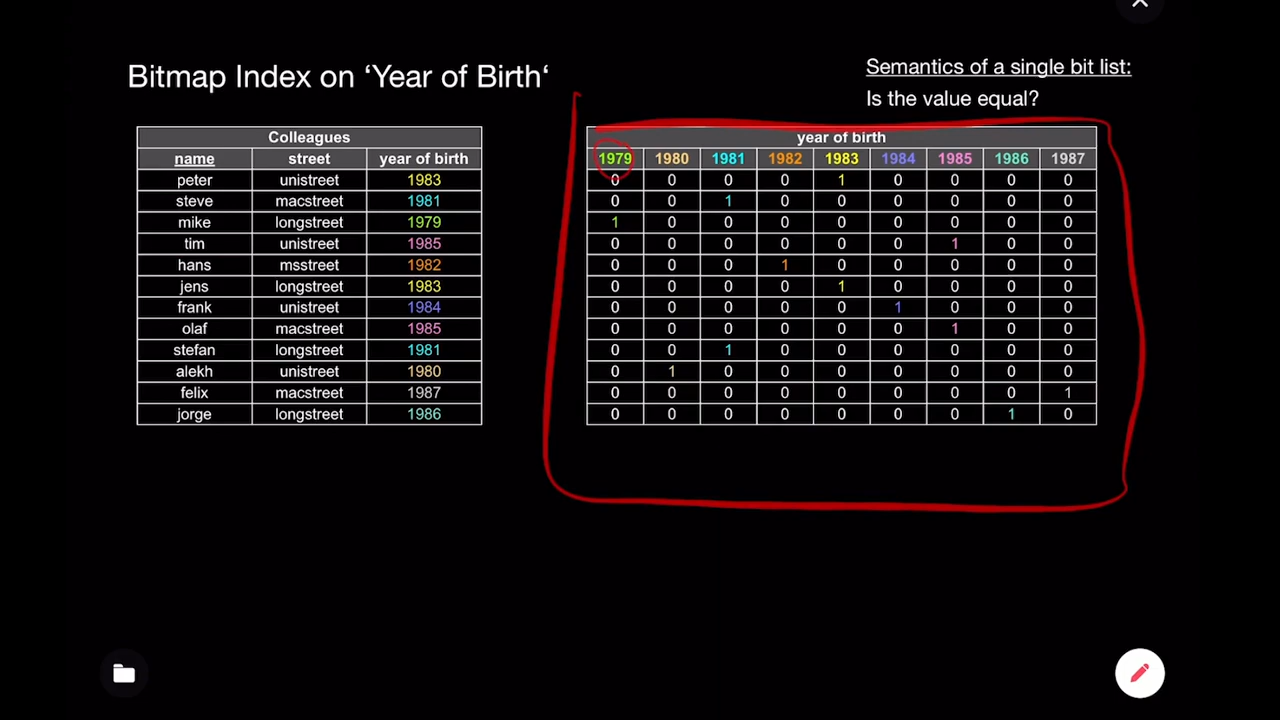 Bitmap Index on ‘Year of Birth‘
Semantics of a single bit list:
Is the value equal?
Colleagues
name street year of birth
peter unistreet 1983
steve macstreet 1981
mike longstreet 1979
tim unistreet 1985
hans msstreet 1982
jens longstreet 1983
frank unistreet 1984
olaf macstreet 1985
stefan longstreet 1981
alekh unistreet 1980
felix macstreet 1987
jorge longstreet 1986
year of birth
1979 1980 1981 1982 1983 1984 1985 1986 1987
0 0 0 0 1 0 0 0 0
0 0 1 0 0 0 0 0 0
1 0 0 0 0 0 0 0 0
0 0 0 0 0 0 1 0 0
0 0 0 1 0 0 0 0 0
0 0 0 0 1 0 0 0 0
0 0 0 0 0 1 0 0 0
0 0 0 0 0 0 1 0 0
0 0 1 0 0 0 0 0 0
0 1 0 0 0 0 0 0 0
0 0 0 0 0 0 0 0 1
0 0 0 0 0 0 0 1 0